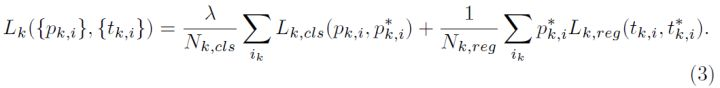 L_k({p_{k,i}}, {t_{k,i}}) = \frac{λ}{N_{k,cls}} \sum_{i_k} L_{k,cls}(p_{k,i}, p^*_{k,i}) + \frac{1}{N_{k,reg}} \sum_{i_k} p^*_{k,i} L_{k,reg}(t_{k,i}, t^*_{k,i}).
(3)